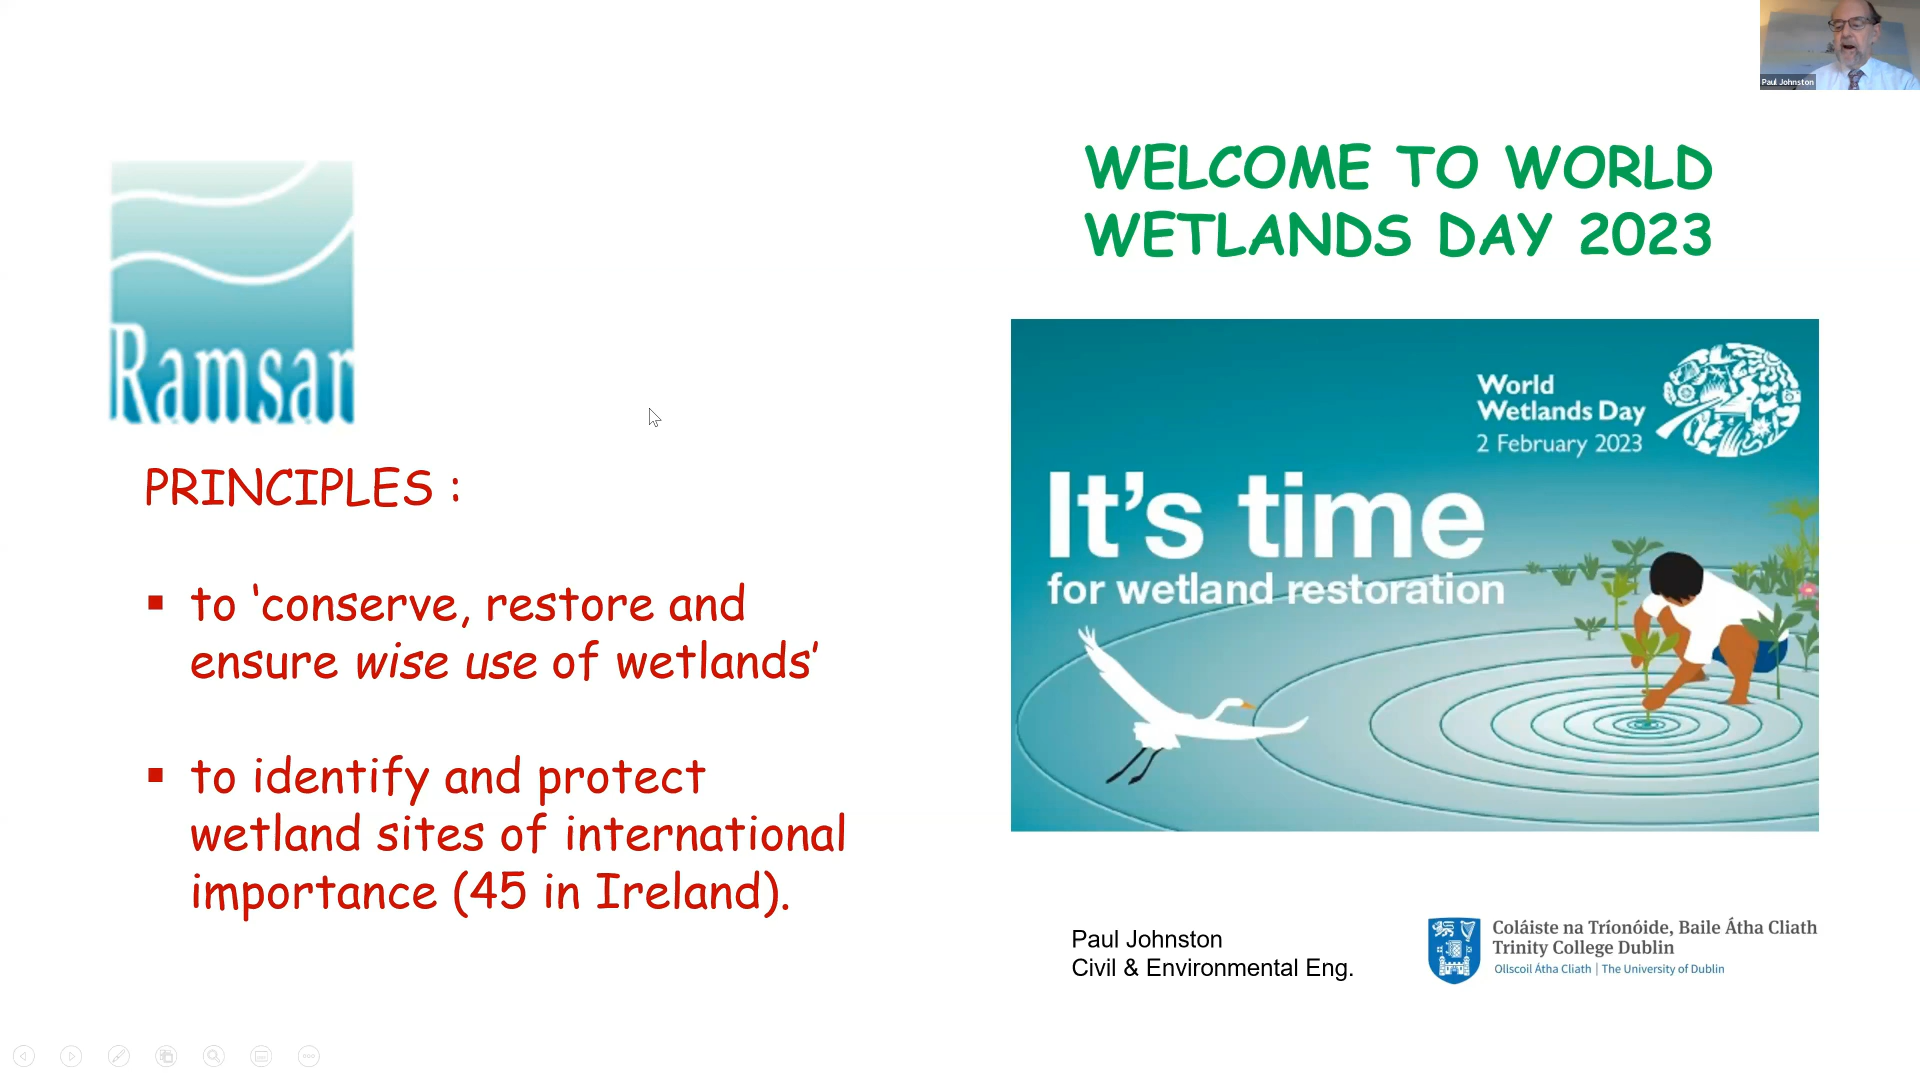 Paul Johnston
WELCOME TO WORLD
WETLANDS DAY 2023
Ramsar
PRINCIPLES :
▪ to ‘conserve, restore and
ensure wise use of wetlands’
▪ to identify and protect
wetland sites of international
importance (45 in Ireland).
World
Wetlands Day
2 February 2023
It’s time
for wetland restoration
Paul Johnston
Civil & Environmental Eng.
Coláiste na Tríonóide, Baile Átha Cliath
Trinity College Dublin
Ollscoil Átha Cliath | The University of Dublin